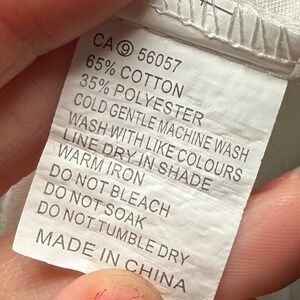 CA ⑨ 56057
65% COTTON
35% POLYESTER
COLD GENTLE MACHINE WASH
WASH WITH LIKE COLOURS
LINE DRY IN SHADE
WARM IRON
DO NOT BLEACH
DO NOT SOAK
DO NOT TUMBLE DRY
MADE IN CHINA